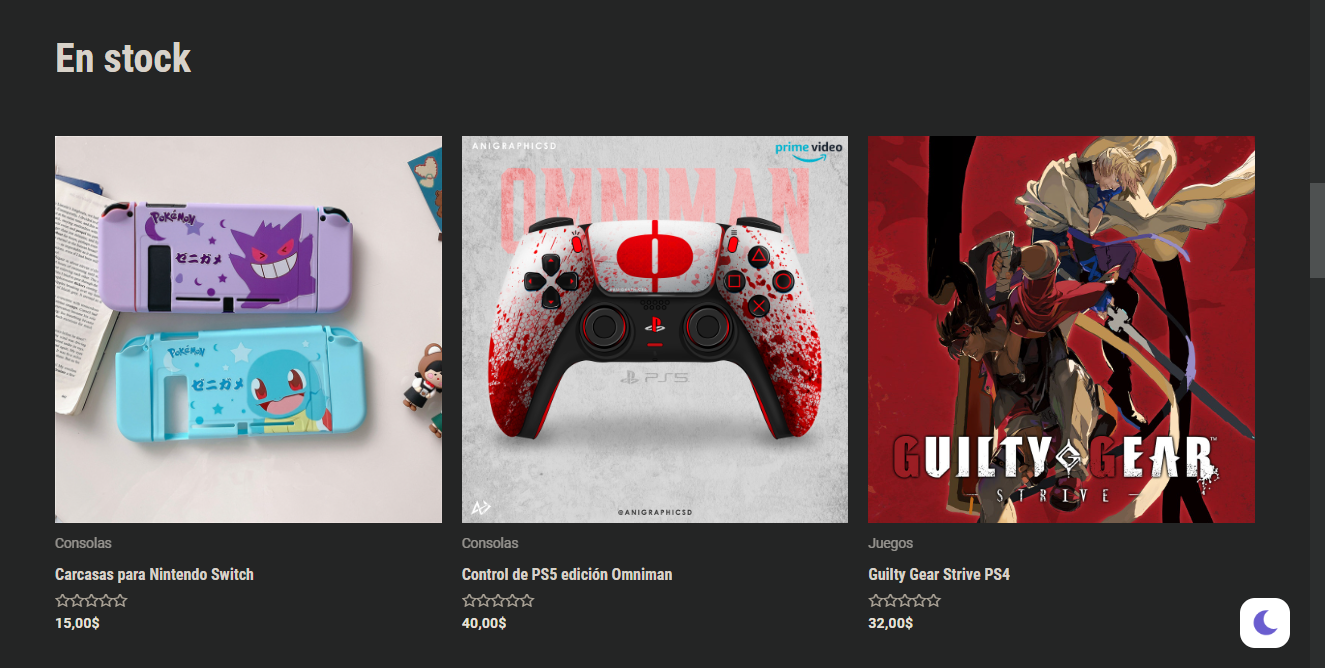 En stock
POKÉMON
ゼニガメ
POKÉMON
ゼニガメ
ANIGRAPHICSD
prime video
OMNIMAN
PS5
@ANIGRAPHICSD
GUILTY GEAR™
STRIVE
Consolas
Consolas
Juegos
Carcasas para Nintendo Switch
Control de PS5 edición Omniman
Guilty Gear Strive PS4
15,00$
40,00$
32,00$